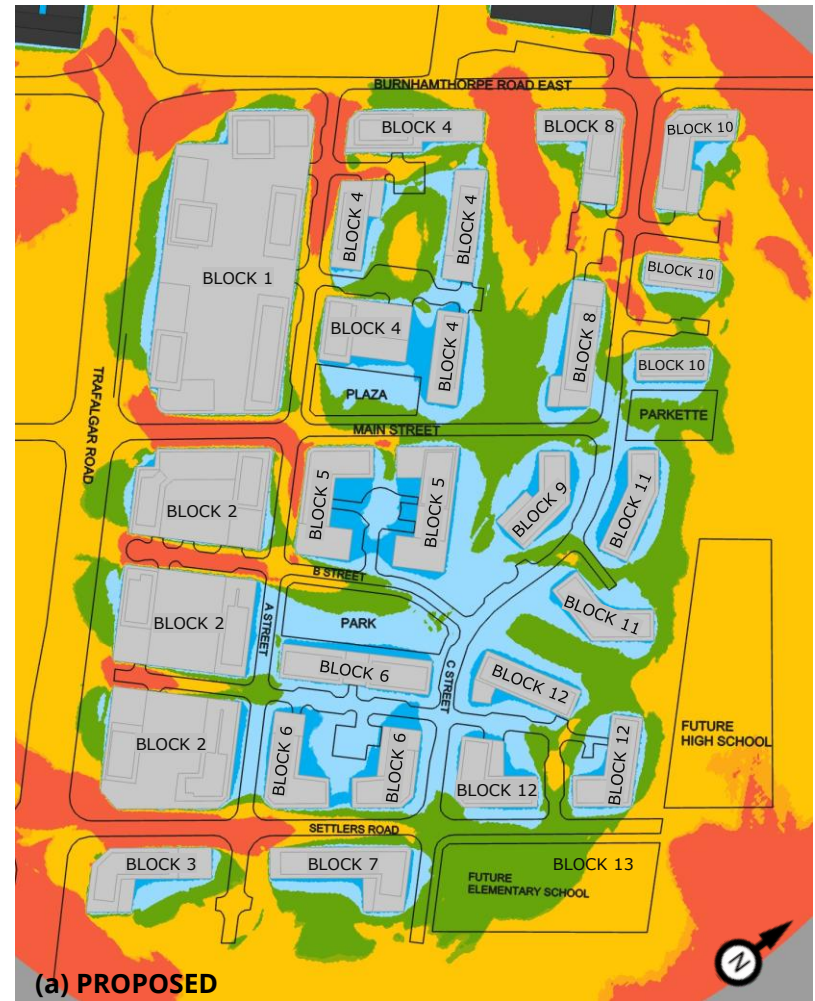 BURNHAMTHORPE ROAD EAST
BLOCK 4
BLOCK 8
BLOCK 10
BLOCK 4
BLOCK 4
BLOCK 1
BLOCK 10
BLOCK 4
BLOCK 4
BLOCK 8
BLOCK 10
TRAFALGAR ROAD
PLAZA
PARKETTE
MAIN STREET
BLOCK 2
BLOCK 5
BLOCK 5
BLOCK 9
BLOCK 11
B STREET
BLOCK 2
A STREET
PARK
BLOCK 11
BLOCK 6
C STREET
BLOCK 12
BLOCK 2
BLOCK 6
BLOCK 6
BLOCK 12
BLOCK 12
FUTURE
HIGH SCHOOL
SETTLERS ROAD
BLOCK 3
BLOCK 7
BLOCK 13
FUTURE
ELEMENTARY SCHOOL
N
(a) PROPOSED